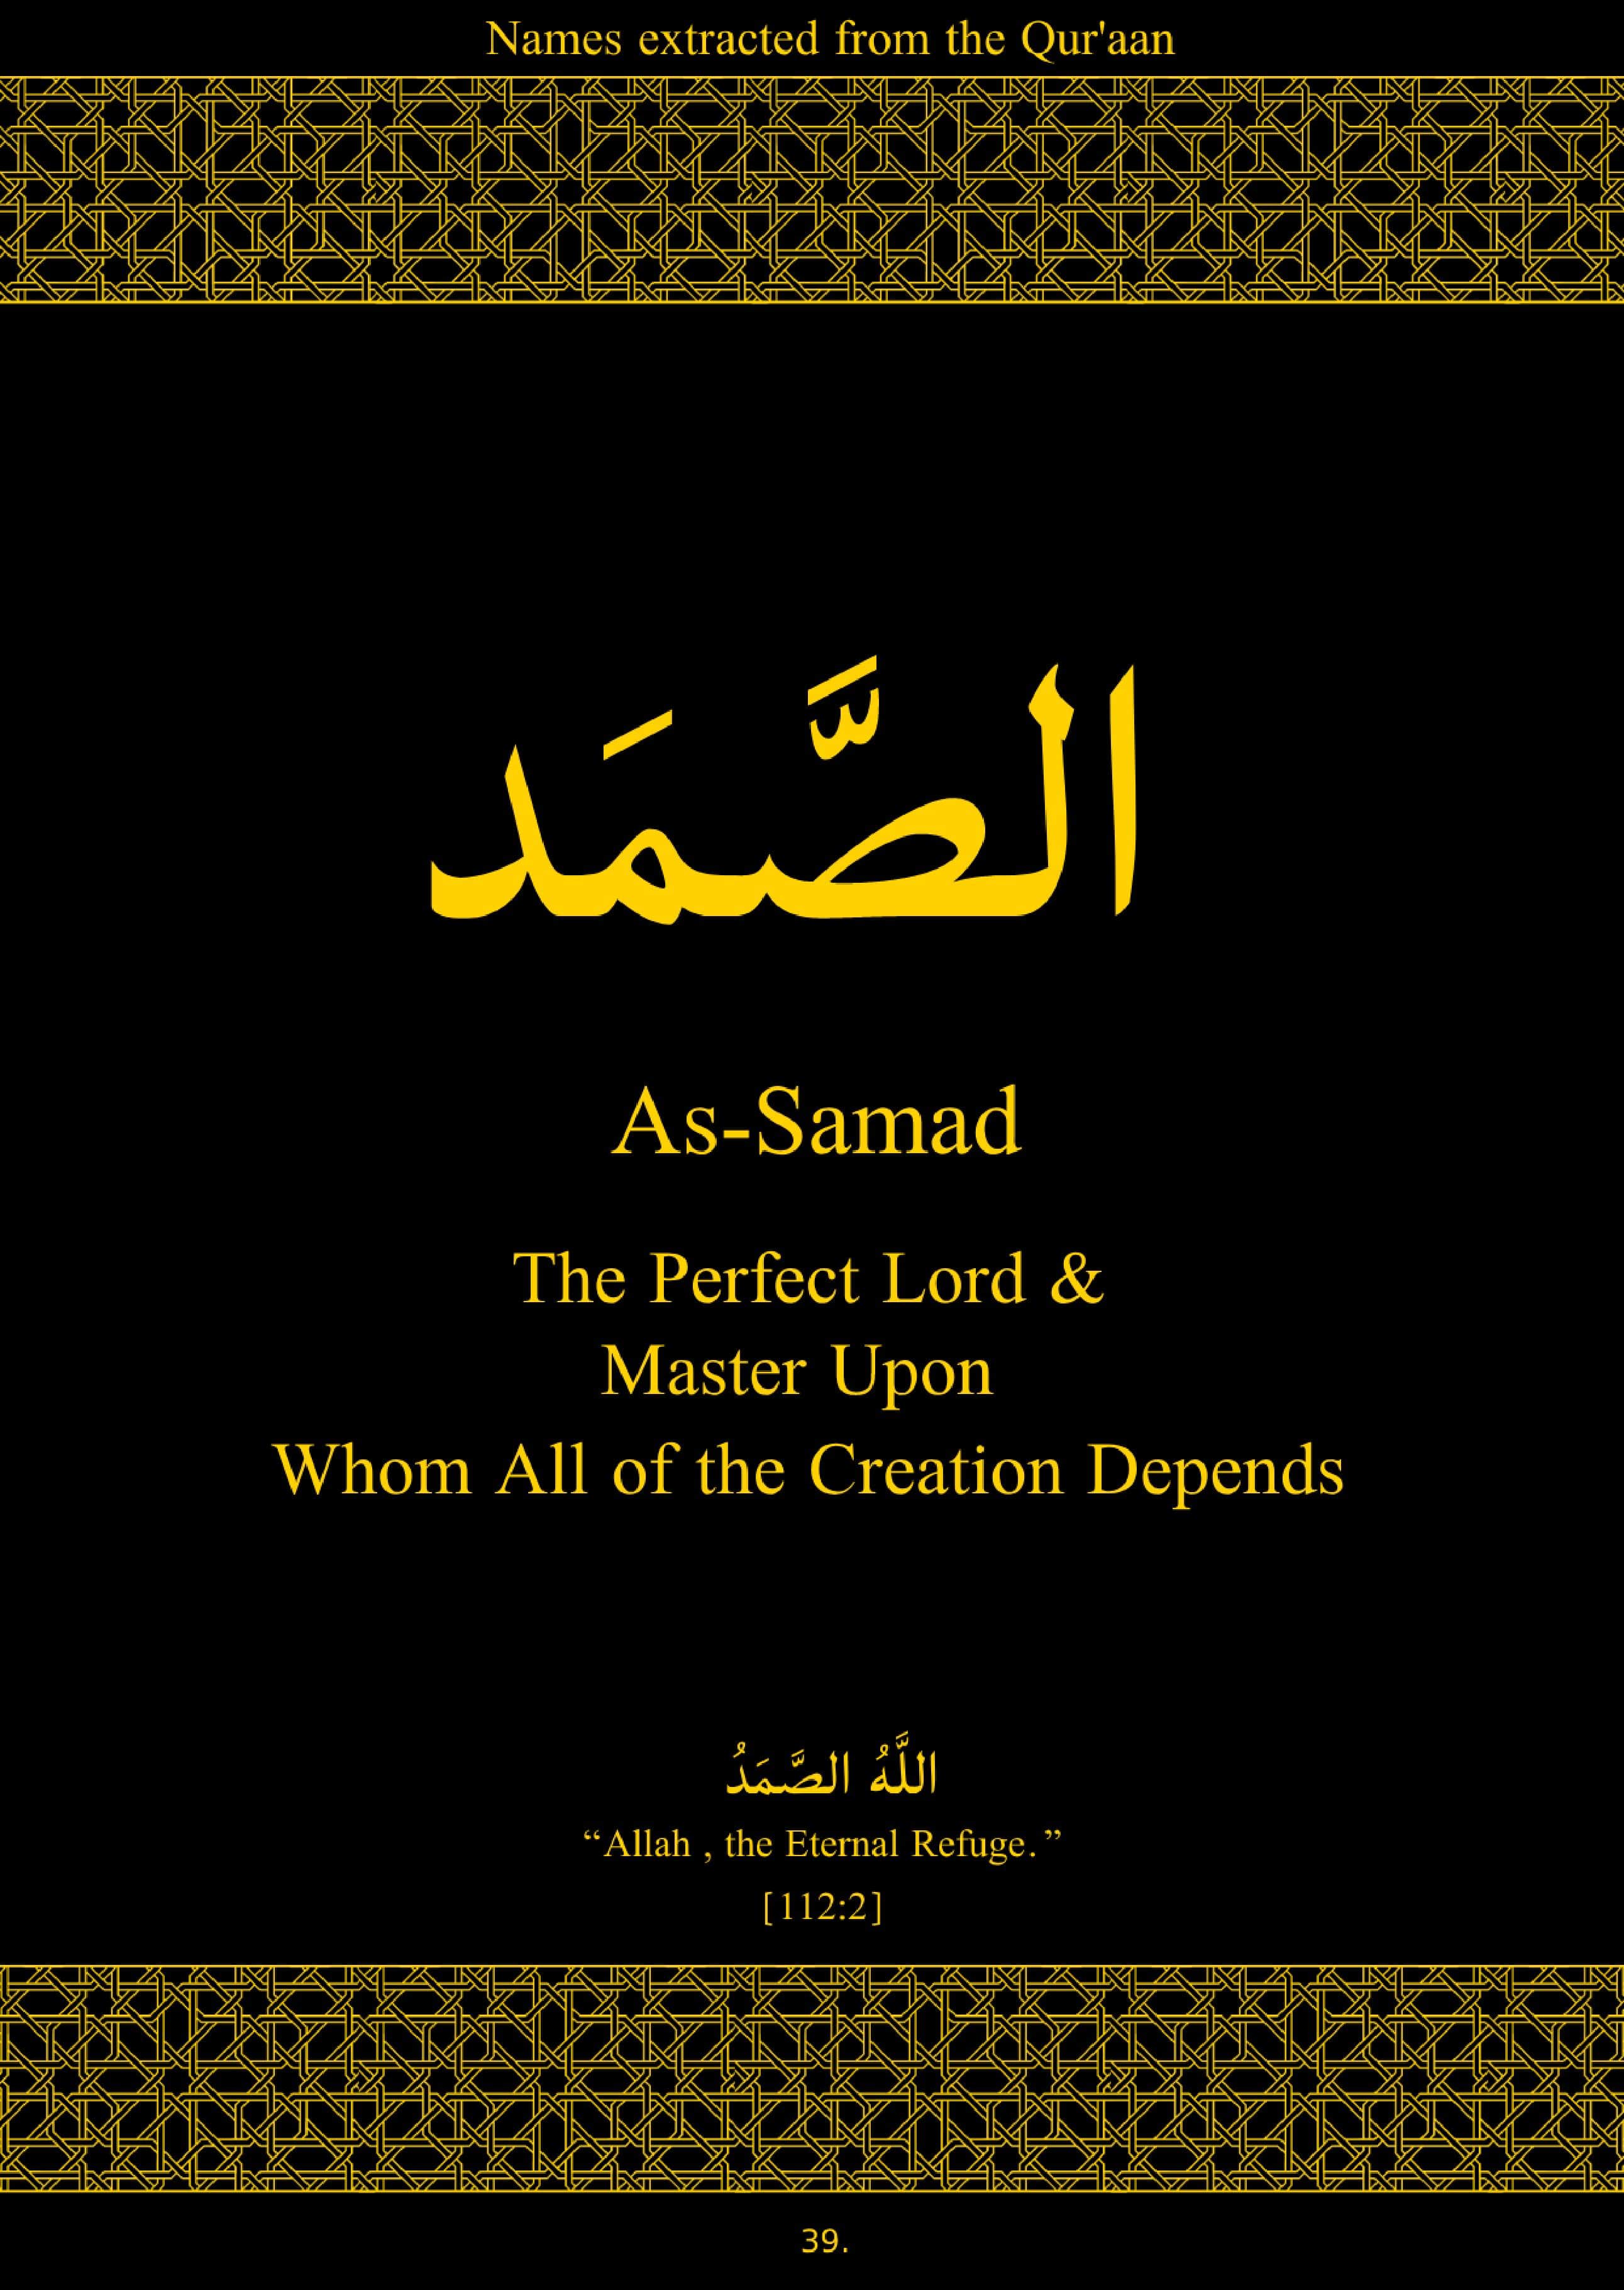 Names extracted from the Qur'aan
الصَّمَد
As-Samad
The Perfect Lord &
Master Upon
Whom All of the Creation Depends
اللَّهُ الصَّمَدُ
“Allah , the Eternal Refuge.”
[112:2]
39.